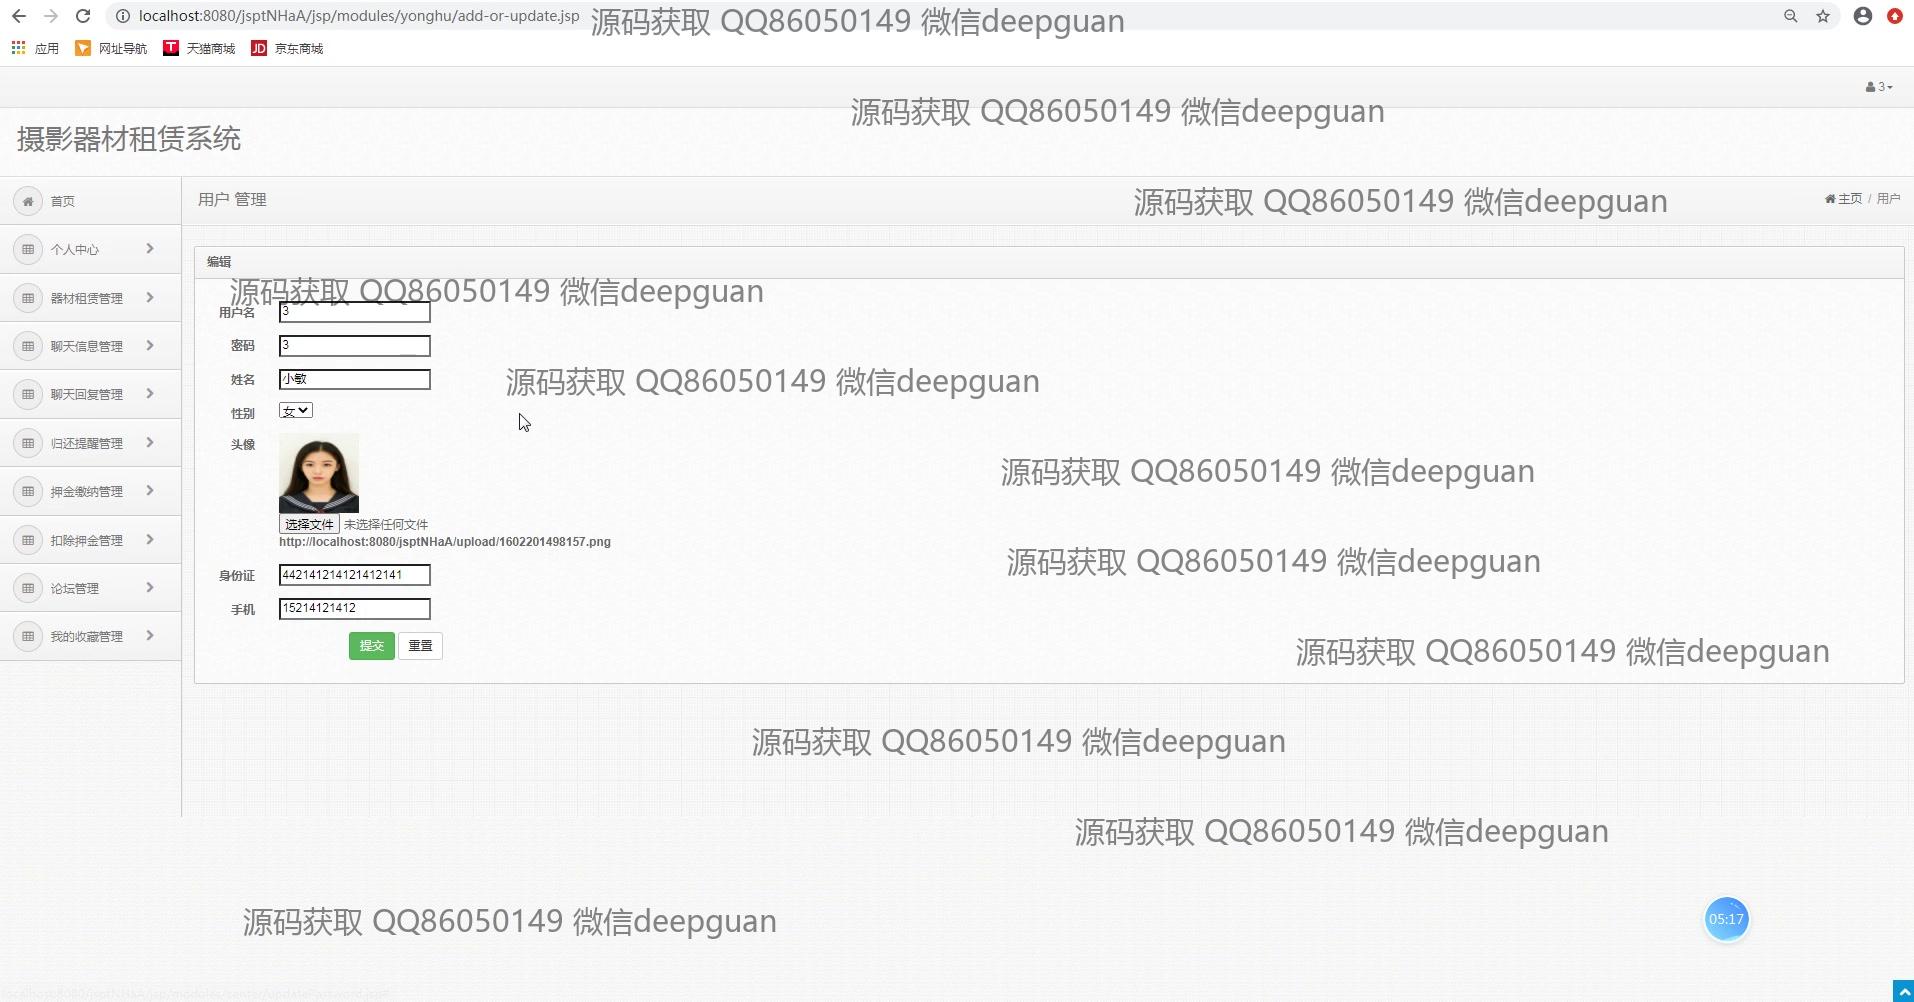 localhost:8080/jsptNHaA/jsp/modules/yonghu/add-or-update.jsp
源码获取 QQ86050149 微信deepguan
应用 网址导航 T 天猫商城 JD 京东商城
3
源码获取 QQ86050149 微信deepguan
摄影器材租赁系统
首页
用户 管理
源码获取 QQ86050149 微信deepguan
主页 / 用户
个人中心
编辑
源码获取 QQ86050149 微信deepguan
器材租赁管理
用户名 3
聊天信息管理
密码 3
姓名 小敏
源码获取 QQ86050149 微信deepguan
聊天回复管理
性别 女
归还提醒管理
头像
源码获取 QQ86050149 微信deepguan
押金缴纳管理
选择文件 未选择任何文件
扣除押金管理
http://localhost:8080/jsptNHaA/upload/1602201498157.png
源码获取 QQ86050149 微信deepguan
身份证 442141214121412141
论坛管理
手机 15214121412
我的收藏管理
提交 重置
源码获取 QQ86050149 微信deepguan
源码获取 QQ86050149 微信deepguan
源码获取 QQ86050149 微信deepguan
源码获取 QQ86050149 微信deepguan
05:17